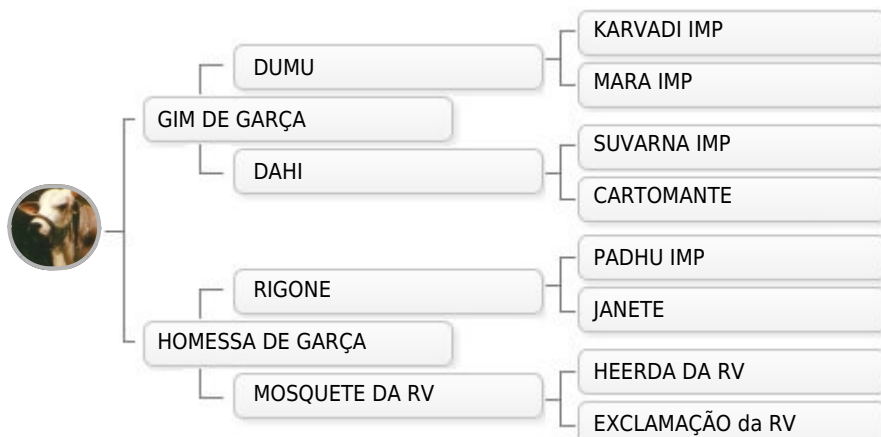 KARVADI IMP
DUMU
MARA IMP
GIM DE GARÇA
SUVARNA IMP
DAHI
CARTOMANTE
PADHU IMP
RIGONE
JANETE
HOMESSA DE GARÇA
HEERDA DA RV
MOSQUETE DA RV
EXCLAMAÇÃO da RV